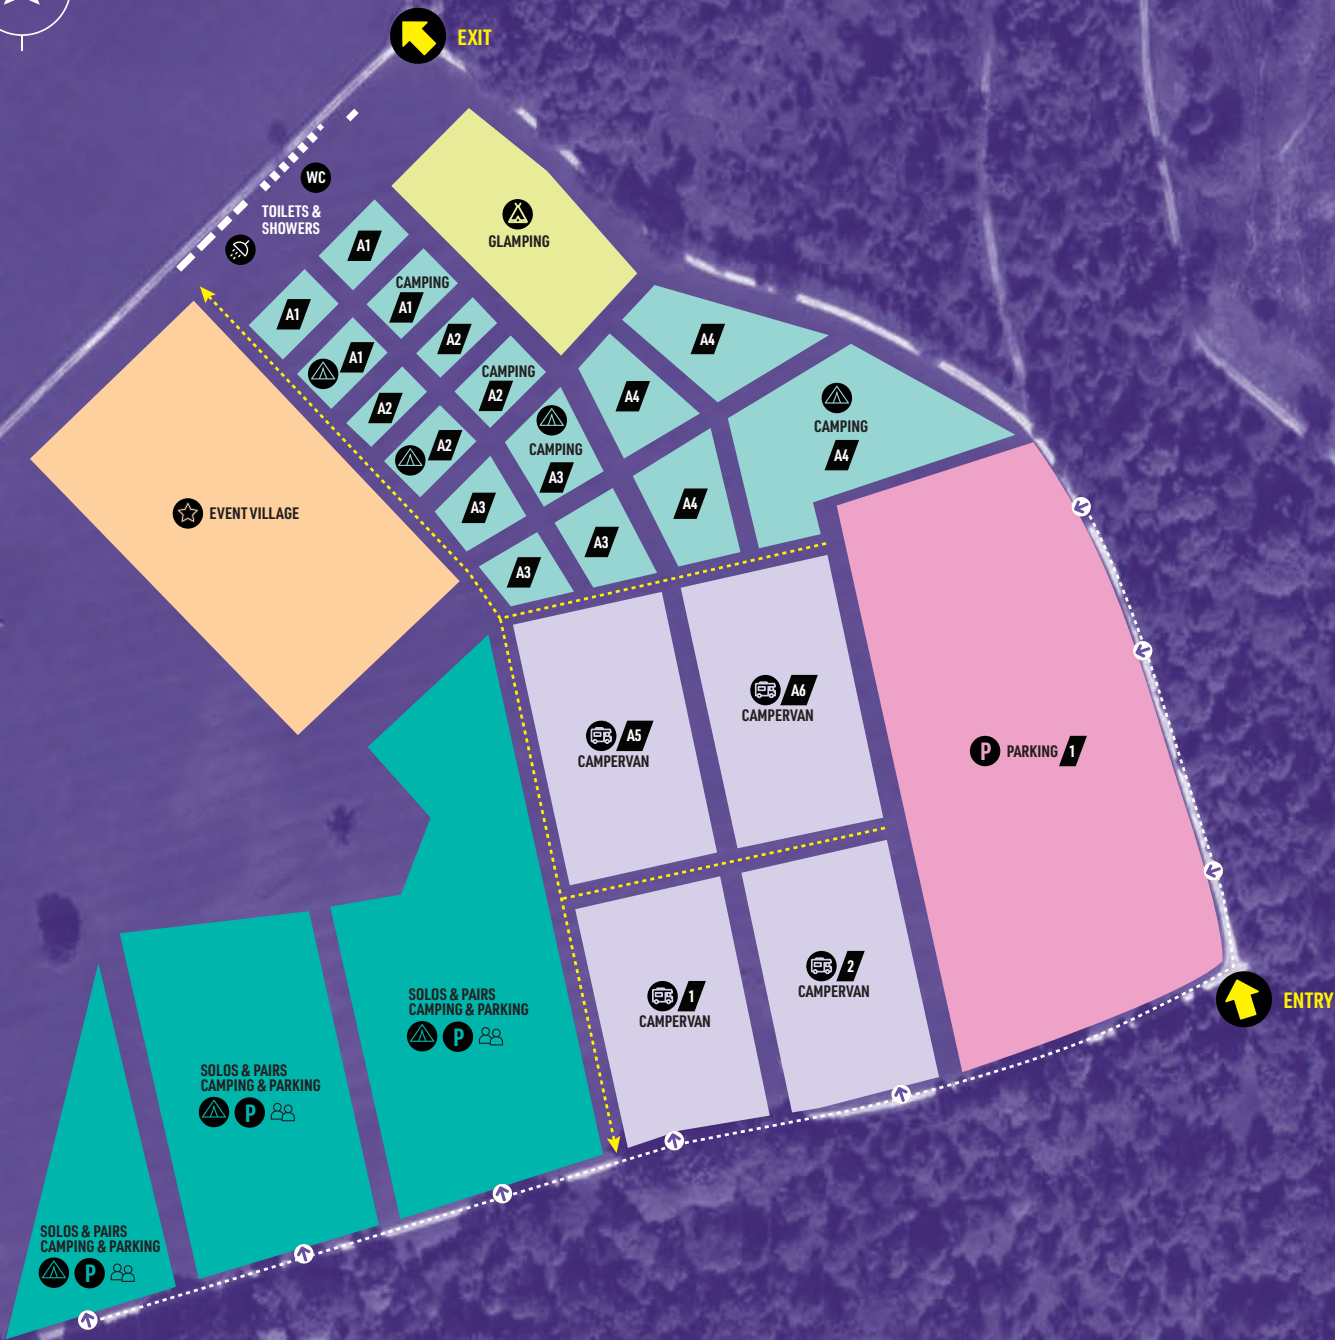 EXIT
WC
TOILETS &
SHOWERS
GLAMPING
A1
CAMPING
A1
A1
A1
A2
CAMPING
A2
A2
A2
A4
A4
CAMPING
A4
CAMPING
A3
A3
A4
A3
A3
EVENT VILLAGE
A6
CAMPERVAN
A5
CAMPERVAN
P PARKING 1
2
CAMPERVAN
1
CAMPERVAN
ENTRY
SOLOS & PAIRS
CAMPING & PARKING
P
SOLOS & PAIRS
CAMPING & PARKING
P
SOLOS & PAIRS
CAMPING & PARKING
P